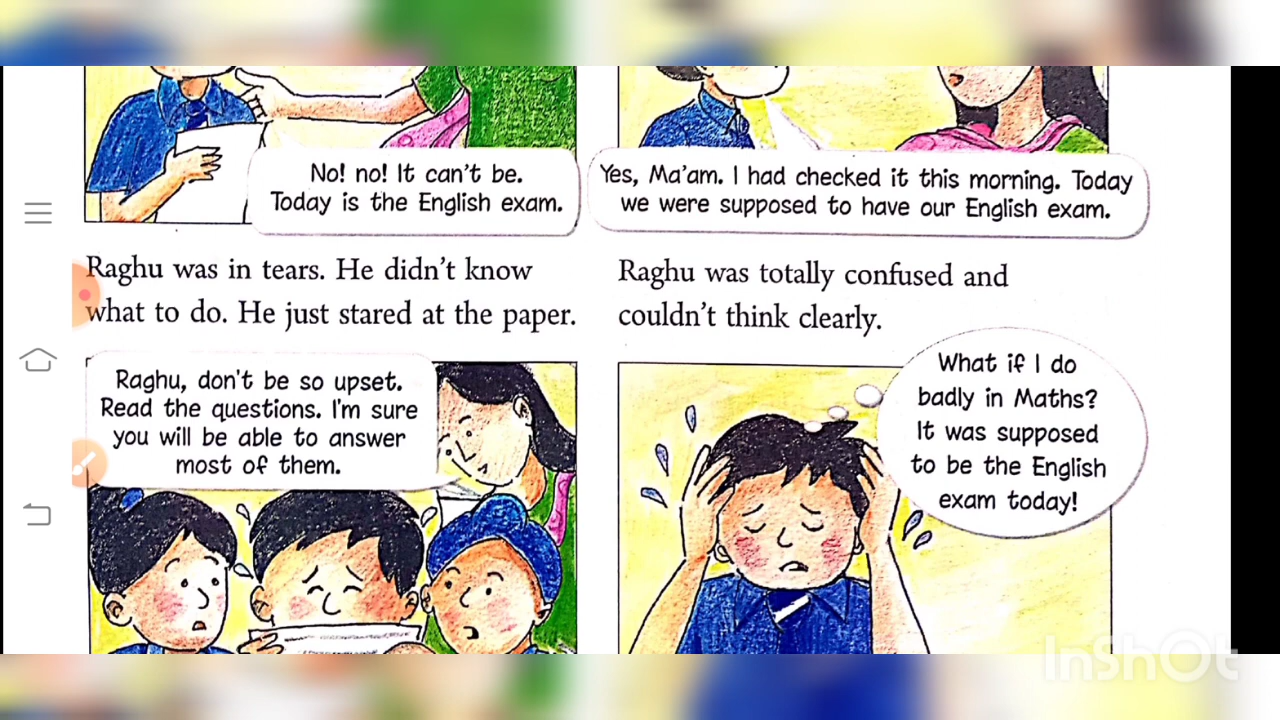 No! no! It can't be.
Today is the English exam.
Yes, Ma'am. I had checked it this morning. Today
we were supposed to have our English exam.
Raghu was in tears. He didn't know
what to do. He just stared at the paper.
Raghu was totally confused and
couldn't think clearly.
Raghu, don't be so upset.
Read the questions. I'm sure
you will be able to answer
most of them.
What if I do
badly in Maths?
It was supposed
to be the English
exam today!
InShOt